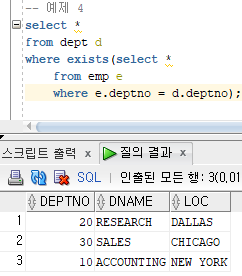 -- 예제 4
select *
from dept d
where exists(select *
from emp e
where e.deptno = d.deptno);
스크립트 출력 × 질의 결과 ×
SQL | 인출된 모든 행: 3(0,01
DEPTNO DNAME LOC
1 20 RESEARCH DALLAS
2 30 SALES CHICAGO
3 10 ACCOUNTING NEW YORK